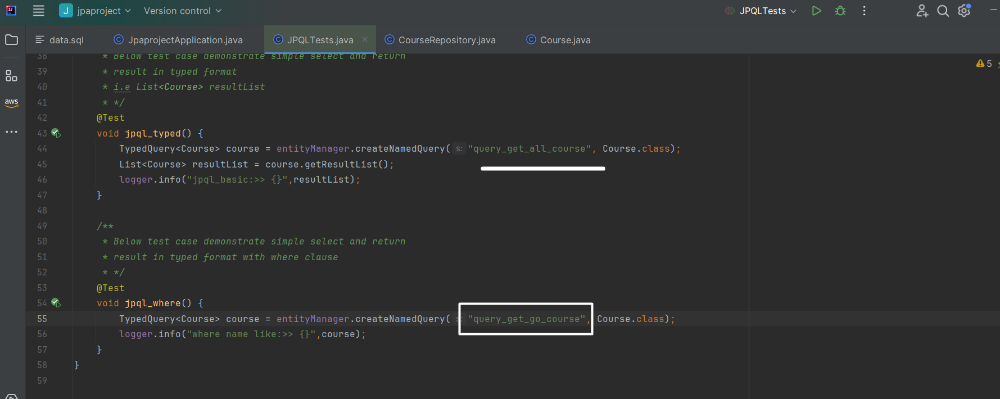 J jpaproject Version control JPQLTests
data.sql JpaprojectApplication.java JPQLTests.java CourseRepository.java Course.java
38 * Below test case demonstrate simple select and return
39 * result in typed format
40 * i.e List<Course> resultList
41 * */
42 @Test
43 void jpql_typed() {
44 TypedQuery<Course> course = entityManager.createNamedQuery( s: "query_get_all_course", Course.class);
45 List<Course> resultList = course.getResultList();
46 logger.info("jpql_basic:>> {}",resultList);
47 }
48
49 /**
50 * Below test case demonstrate simple select and return
51 * result in typed format with where clause
52 * */
53 @Test
54 void jpql_where() {
55 TypedQuery<Course> course = entityManager.createNamedQuery( s: "query_get_go_course", Course.class);
56 logger.info("where name like:>> {}",course);
57 }
58 }
59
5
aws